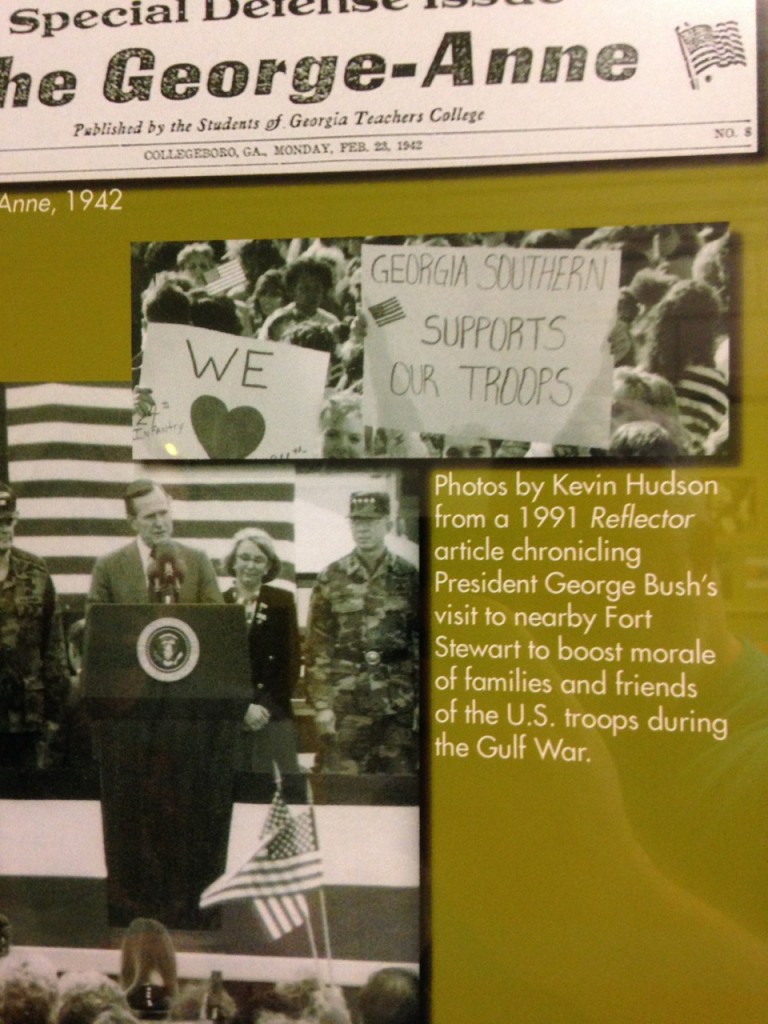 Special Defense Issue
he George-Anne
Published by the Students of Georgia Teachers College
COLLEGEBORO, GA., MONDAY, FEB. 23, 1942
NO. 8
Anne, 1942
GEORGIA SOUTHERN
SUPPORTS
OUR TROOPS
WE
24th
Infantry
Photos by Kevin Hudson
from a 1991 Reflector
article chronicling
President George Bush's
visit to nearby Fort
Stewart to boost morale
of families and friends
of the U.S. troops during
the Gulf War.